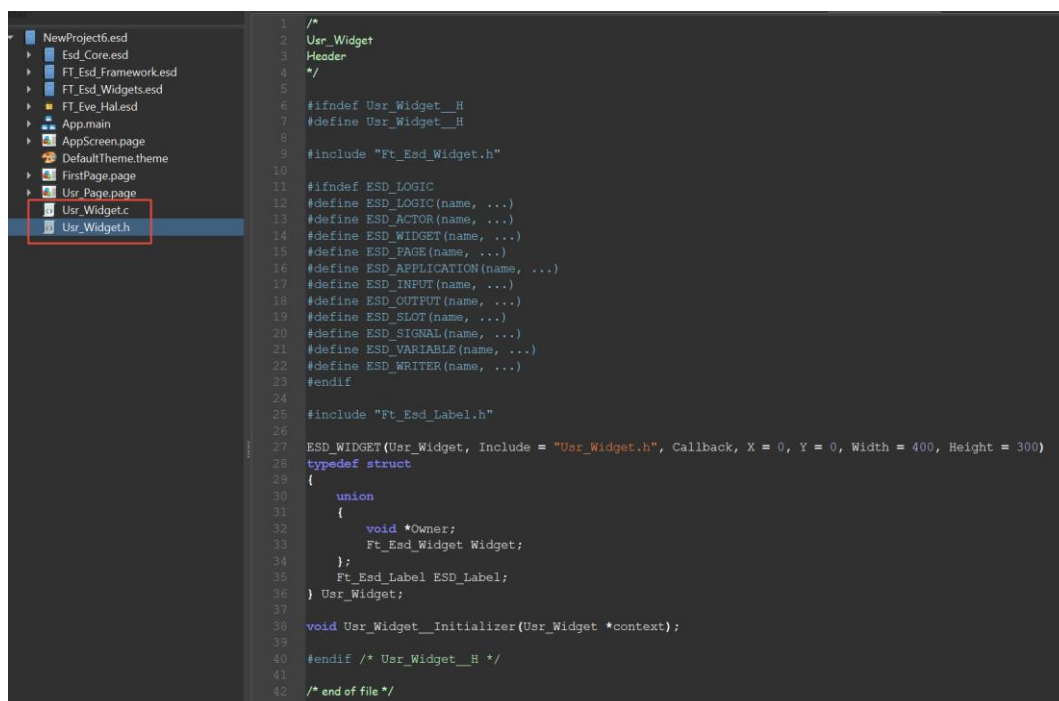 NewProject6.esd
Esd_Core.esd
FT_Esd_Framework.esd
FT_Esd_Widgets.esd
FT_Eve_Hal.esd
App.main
AppScreen.page
DefaultTheme.theme
FirstPage.page
Usr_Page.page
Usr_Widget.c
Usr_Widget.h
1 /*
2 Usr_Widget
3 Header
4 */
5
6 #ifndef Usr_Widget__H
7 #define Usr_Widget__H
8
9 #include "Ft_Esd_Widget.h"
10
11 #ifndef ESD_LOGIC
12 #define ESD_LOGIC(name, ...)
13 #define ESD_ACTOR(name, ...)
14 #define ESD_WIDGET(name, ...)
15 #define ESD_PAGE(name, ...)
16 #define ESD_APPLICATION(name, ...)
17 #define ESD_INPUT(name, ...)
18 #define ESD_OUTPUT(name, ...)
19 #define ESD_SLOT(name, ...)
20 #define ESD_SIGNAL(name, ...)
21 #define ESD_VARIABLE(name, ...)
22 #define ESD_WRITER(name, ...)
23 #endif
24
25 #include "Ft_Esd_Label.h"
26
27 ESD_WIDGET(Usr_Widget, Include = "Usr_Widget.h", Callback, X = 0, Y = 0, Width = 400, Height = 300)
28 typedef struct
29 {
30     union
31     {
32         void *Owner;
33         Ft_Esd_Widget Widget;
34     };
35     Ft_Esd_Label ESD_Label;
36 } Usr_Widget;
37
38 void Usr_Widget__Initializer(Usr_Widget *context);
39
40 #endif /* Usr_Widget__H */
41
42 /* end of file */